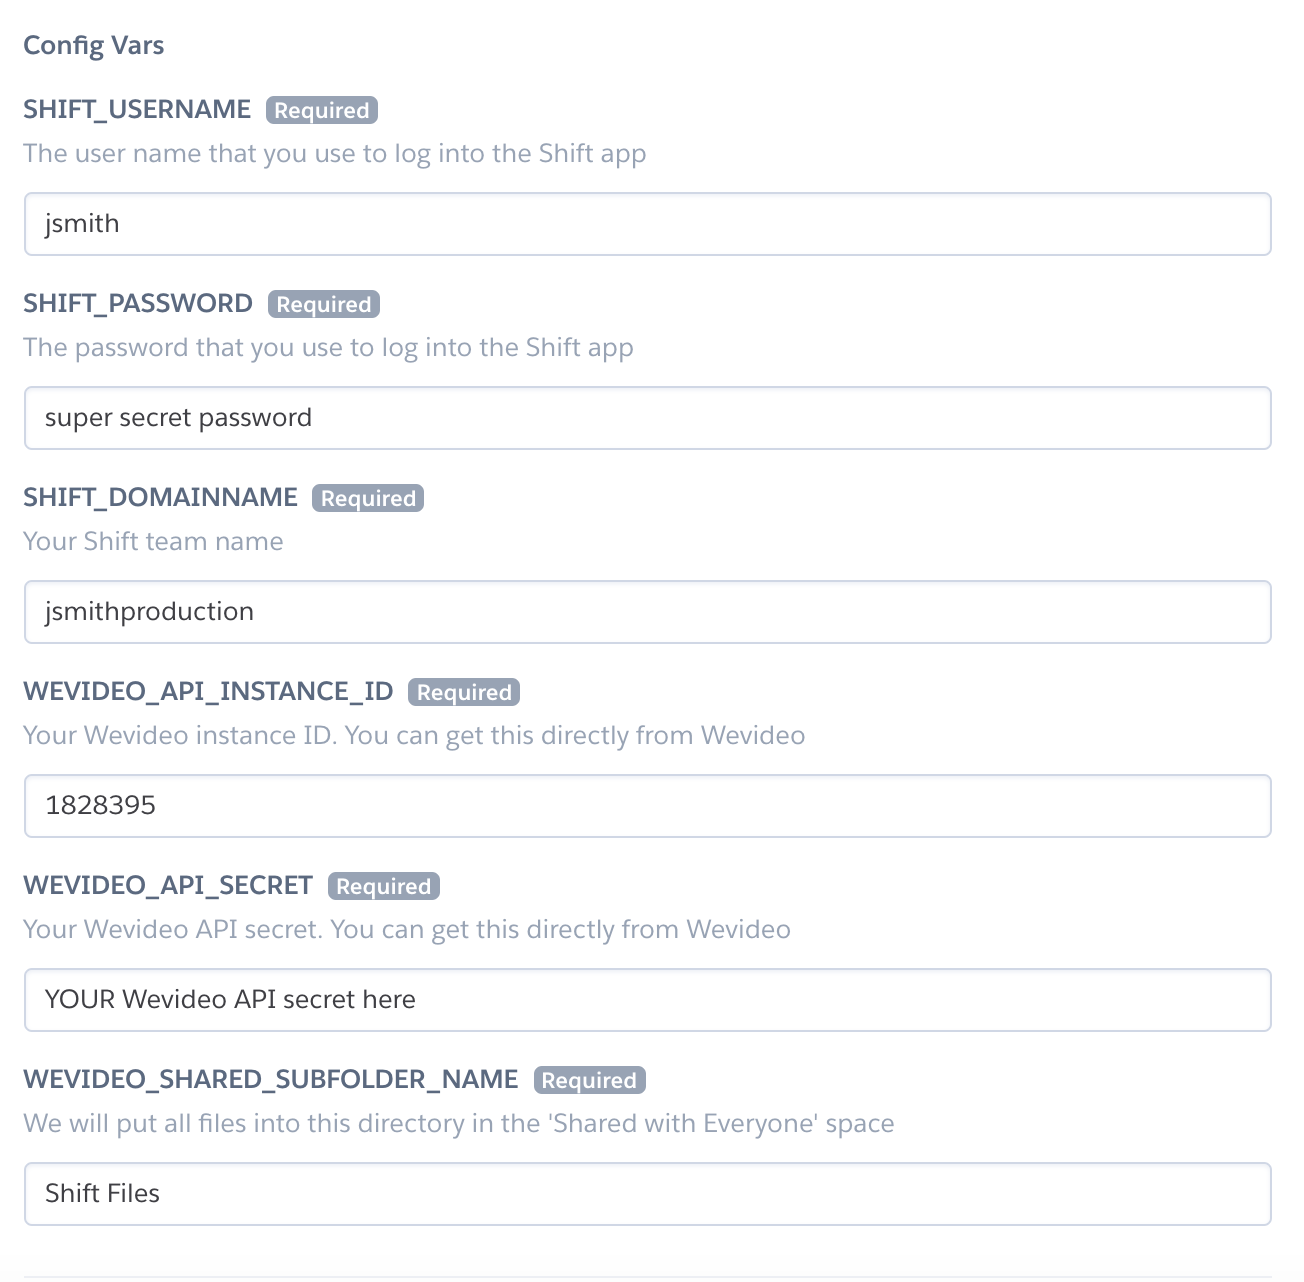 Config Vars
SHIFT_USERNAME Required
The user name that you use to log into the Shift app
jsmith
SHIFT_PASSWORD Required
The password that you use to log into the Shift app
super secret password
SHIFT_DOMAINNAME Required
Your Shift team name
jsmithproduction
WEVIDEO_API_INSTANCE_ID Required
Your Wevideo instance ID. You can get this directly from Wevideo
1828395
WEVIDEO_API_SECRET Required
Your Wevideo API secret. You can get this directly from Wevideo
YOUR Wevideo API secret here
WEVIDEO_SHARED_SUBFOLDER_NAME Required
We will put all files into this directory in the 'Shared with Everyone' space
Shift Files